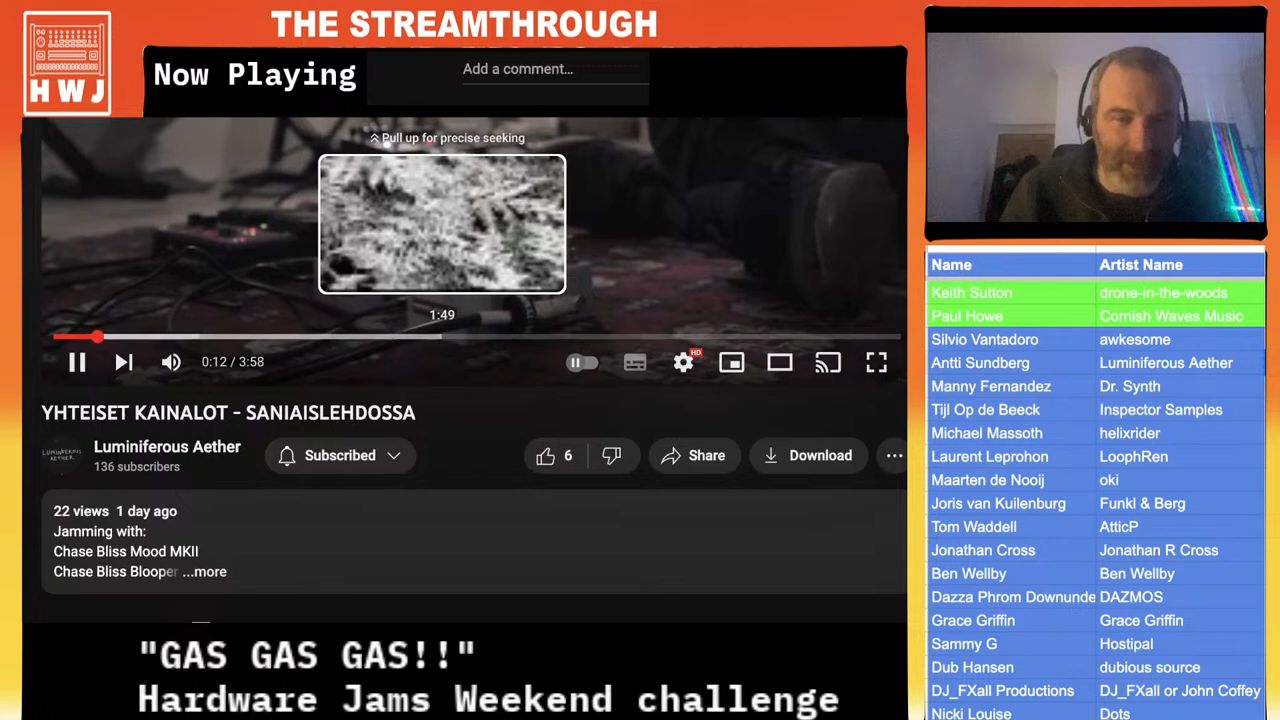 THE STREAMTHROUGH
HWJ
Now Playing
Add a comment...
Pull up for precise seeking
1:49
0:12 / 3:58
HD
YHTEISET KAINALOT - SANIAISLEHDOSSA
LUMINIFEROUS AETHER
Luminiferous Aether
136 subscribers
Subscribed
6
Share
Download
22 views 1 day ago
Jamming with:
Chase Bliss Mood MKII
Chase Bliss Blooper ...more
"GAS GAS GAS!!"
Hardware Jams Weekend challenge
Name Artist Name
Keith Sutton drone-in-the-woods
Paul Howe Cornish Waves Music
Silvio Vantadoro awkesome
Antti Sundberg Luminiferous Aether
Manny Fernandez Dr. Synth
Tijl Op de Beeck Inspector Samples
Michael Massoth helixrider
Laurent Leprohon LoophRen
Maarten de Nooij oki
Joris van Kuilenburg Funkl & Berg
Tom Waddell AtticP
Jonathan Cross Jonathan R Cross
Ben Wellby Ben Wellby
Dazza Phrom Downunde DAZMOS
Grace Griffin Grace Griffin
Sammy G Hostipal
Dub Hansen dubious source
DJ_FXall Productions DJ_FXall or John Coffey
Nicki Louise Dots